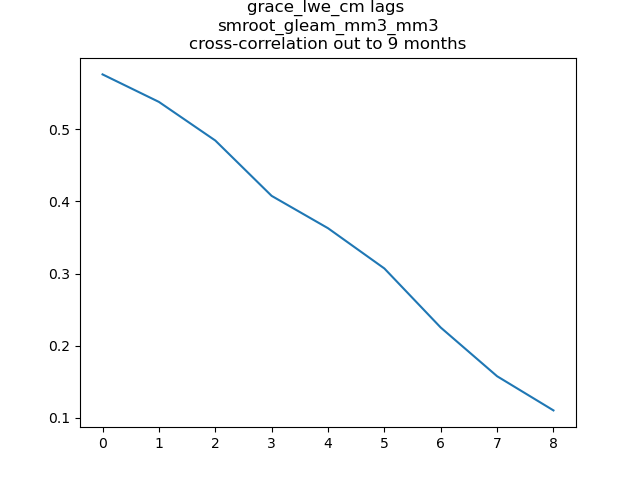 grace_lwe_cm lags
smroot_gleam_mm3_mm3
cross-correlation out to 9 months
0.5
0.4
0.3
0.2
0.1
0 1 2 3 4 5 6 7 8